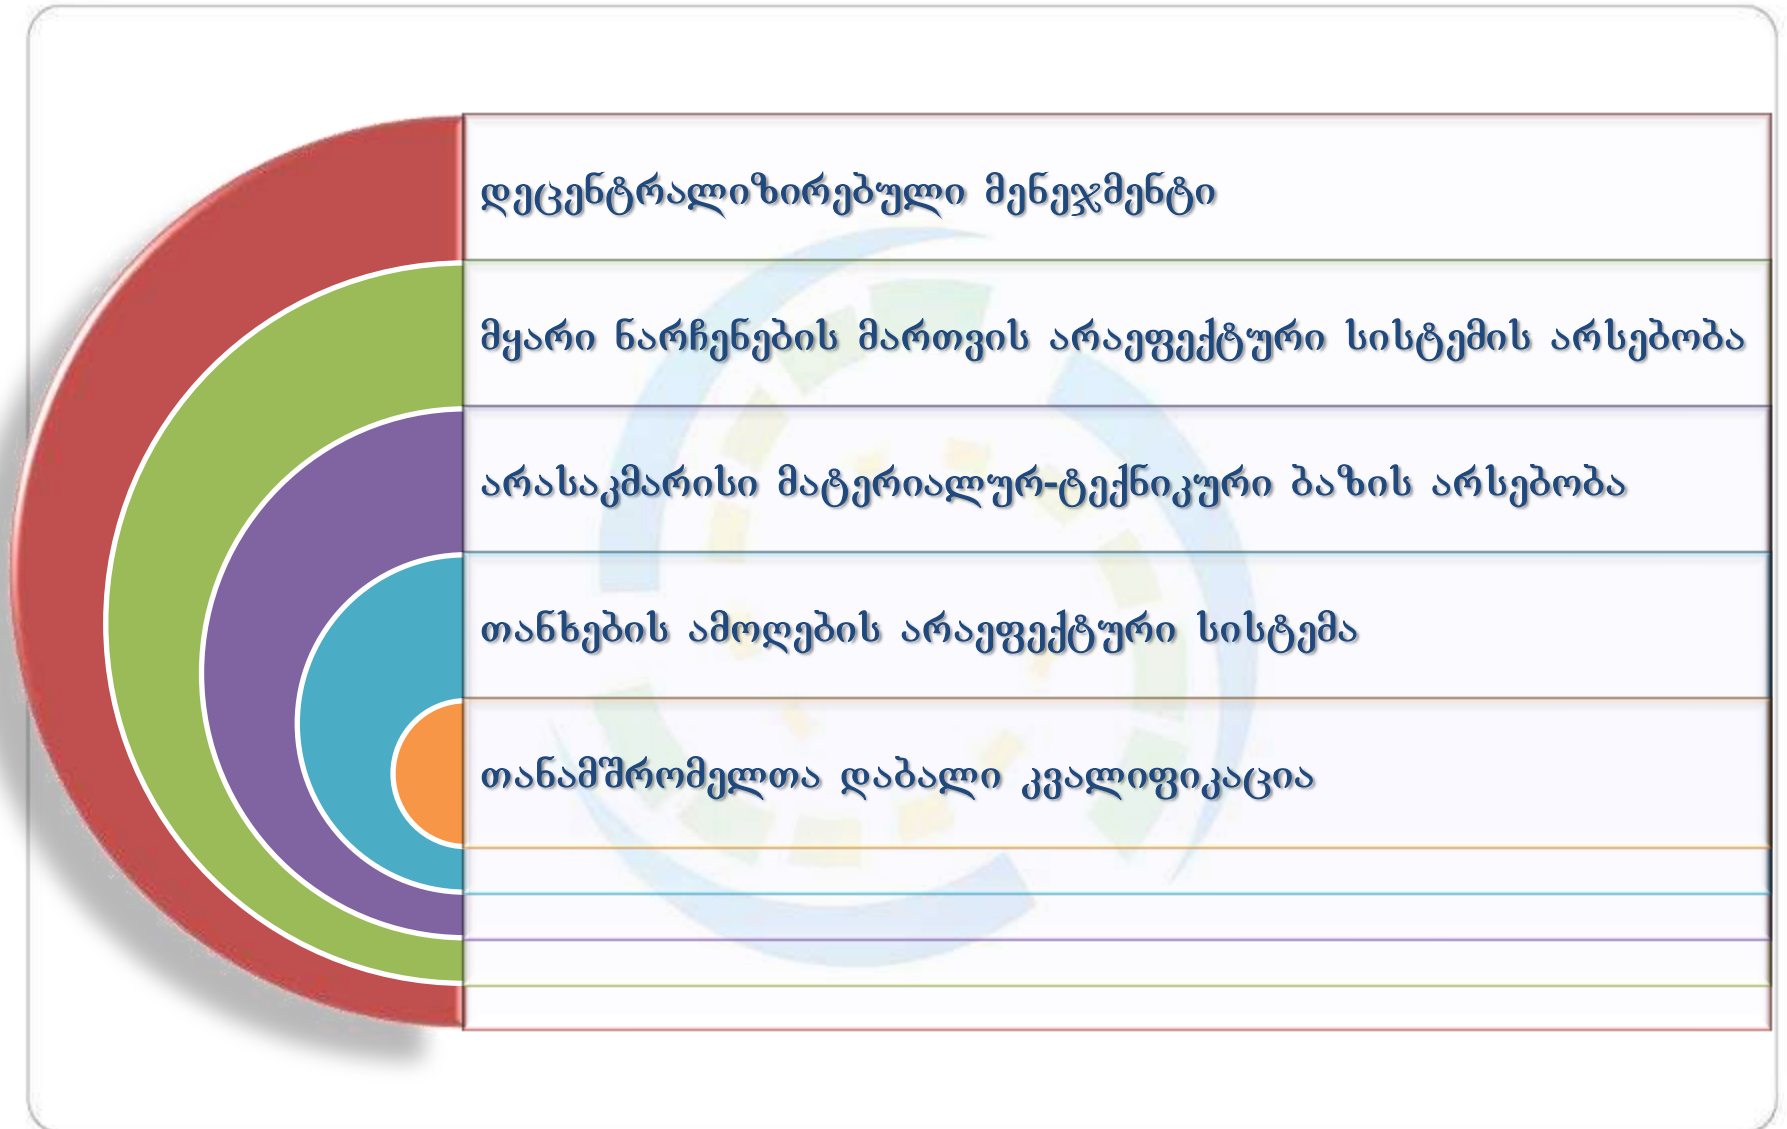 დეცენტრალიზირებული მენეჯმენტი
მყარი ნარჩენების მართვის არაეფექტური სისტემის არსებობა
არასაკმარისი მატერიალურ-ტექნიკური ბაზის არსებობა
თანხების ამოღების არაეფექტური სისტემა
თანამშრომელთა დაბალი კვალიფიკაცია